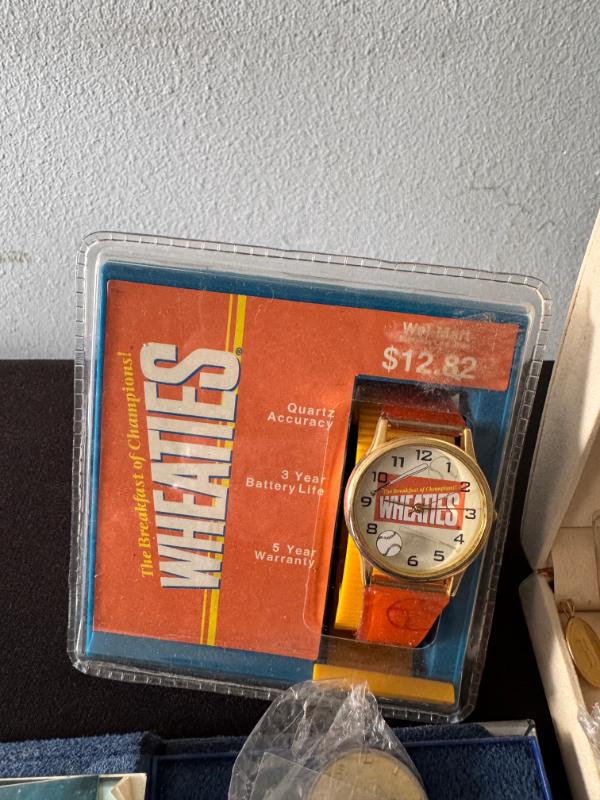 The Breakfast of Champions!
WHEATIES®
Wal-Mart
$12.82
Quartz
Accuracy
3 Year
Battery Life
5 Year
Warranty
12
1
2
3
4
5
6
7
8
9
10
11
The Breakfast of Champions!
WHEATIES